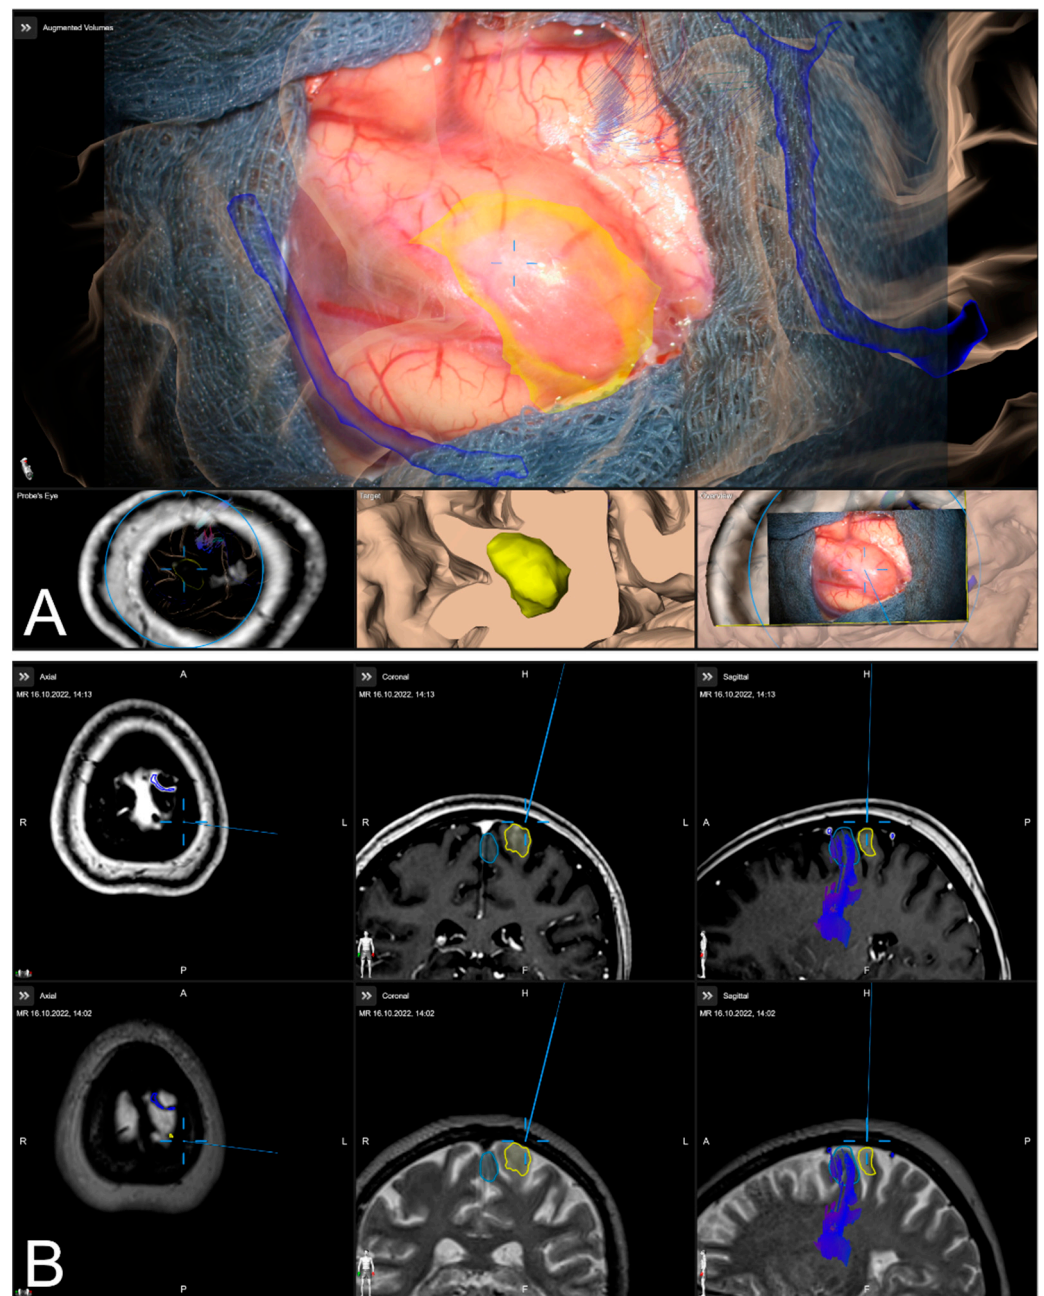 Augmented Volumes
Probe's Eye
Target
Overview
A
Axial
A
Coronal
H
Sagittal
H
MR 16.10.2022, 14:13
MR 16.10.2022, 14:13
MR 16.10.2022, 14:13
R
L
R
L
A
P
P
F
F
Axial
A
Coronal
H
Sagittal
H
MR 16.10.2022, 14:02
MR 16.10.2022, 14:02
MR 16.10.2022, 14:02
R
L
R
L
A
P
B
P
F
F